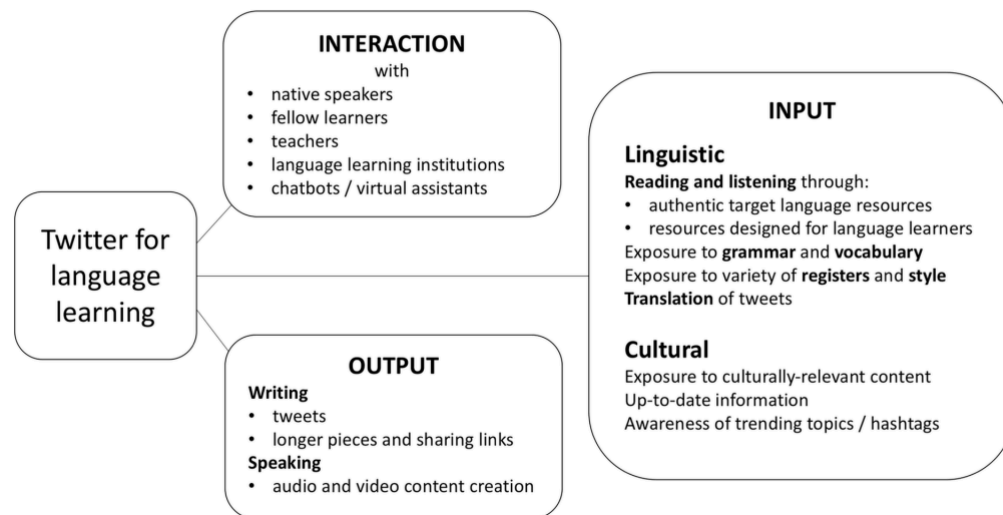 Twitter for
language
learning
INTERACTION
with
• native speakers
• fellow learners
• teachers
• language learning institutions
• chatbots / virtual assistants
OUTPUT
Writing
• tweets
• longer pieces and sharing links
Speaking
• audio and video content creation
INPUT
Linguistic
Reading and listening through:
• authentic target language resources
• resources designed for language learners
Exposure to grammar and vocabulary
Exposure to variety of registers and style
Translation of tweets
Cultural
Exposure to culturally-relevant content
Up-to-date information
Awareness of trending topics / hashtags